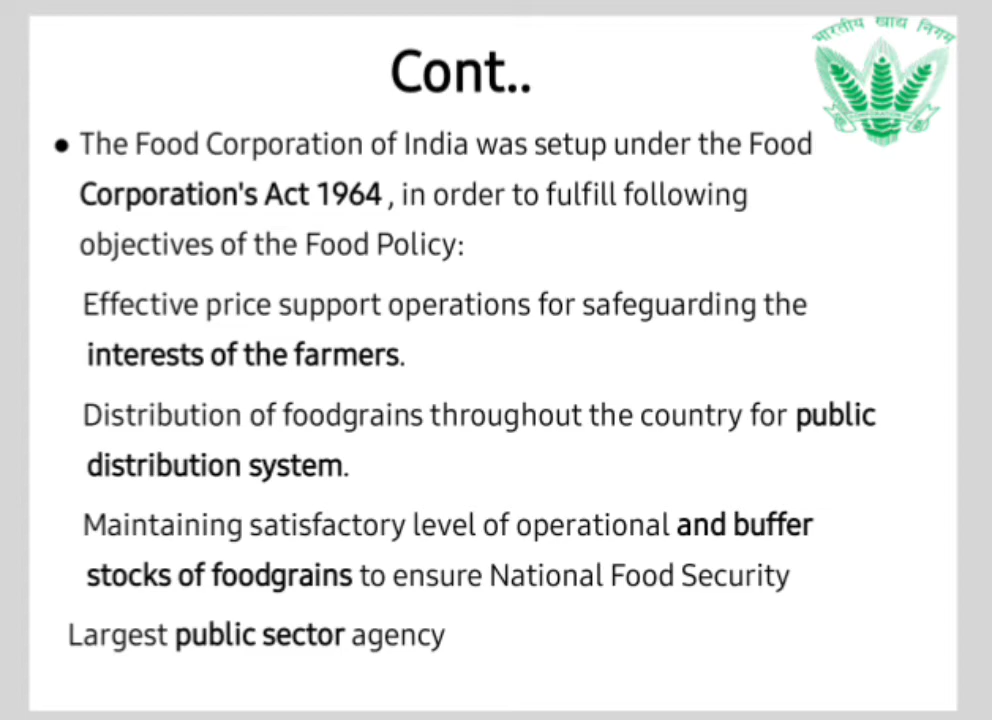 भारतीय खाद्य निगम
Cont..
● The Food Corporation of India was setup under the Food
Corporation's Act 1964 , in order to fulfill following
objectives of the Food Policy:
Effective price support operations for safeguarding the
interests of the farmers.
Distribution of foodgrains throughout the country for public
distribution system.
Maintaining satisfactory level of operational and buffer
stocks of foodgrains to ensure National Food Security
Largest public sector agency